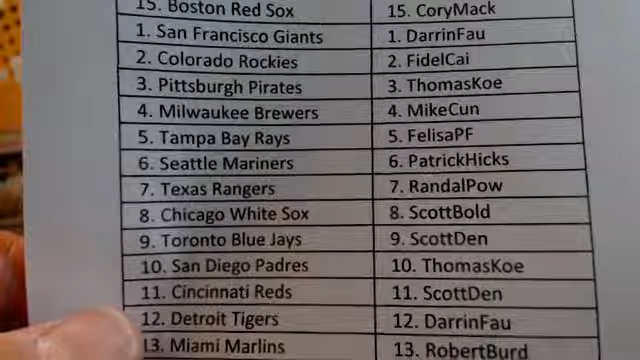 15. Boston Red Sox 15. CoryMack
1. San Francisco Giants 1. DarrinFau
2. Colorado Rockies 2. FidelCai
3. Pittsburgh Pirates 3. ThomasKoe
4. Milwaukee Brewers 4. MikeCun
5. Tampa Bay Rays 5. FelisaPF
6. Seattle Mariners 6. PatrickHicks
7. Texas Rangers 7. RandalPow
8. Chicago White Sox 8. ScottBold
9. Toronto Blue Jays 9. ScottDen
10. San Diego Padres 10. ThomasKoe
11. Cincinnati Reds 11. ScottDen
12. Detroit Tigers 12. DarrinFau
13. Miami Marlins 13. RobertBurd